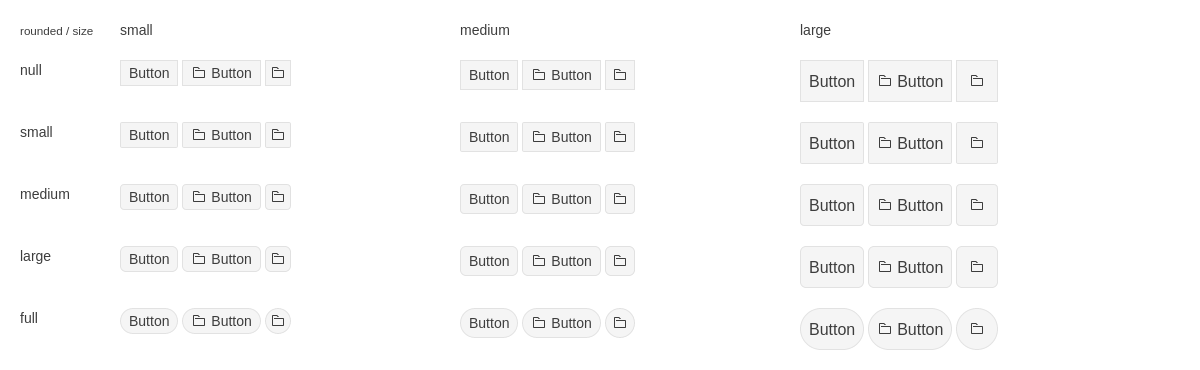 rounded / size small medium large
null Button Button Button Button Button Button
small Button Button Button Button Button Button
medium Button Button Button Button Button Button
large Button Button Button Button Button Button
full Button Button Button Button Button Button